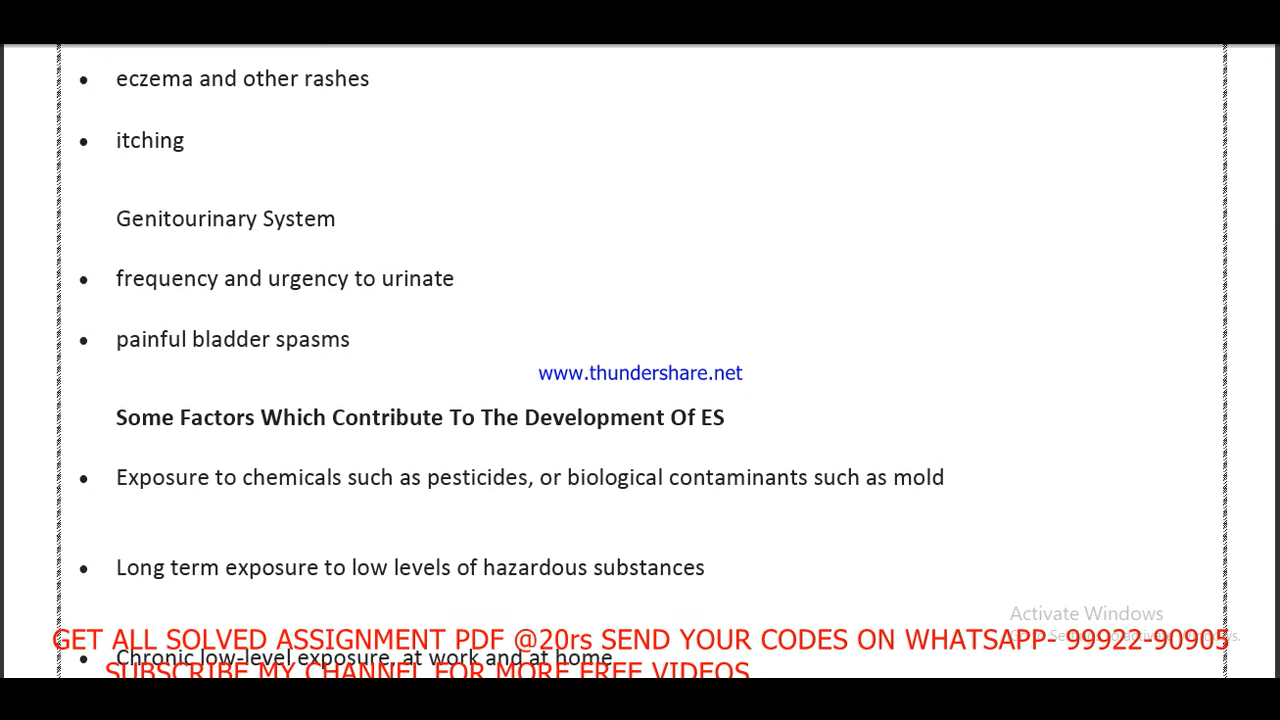 eczema and other rashes
itching
Genitourinary System
frequency and urgency to urinate
painful bladder spasms
www.thundershare.net
Some Factors Which Contribute To The Development Of ES
Exposure to chemicals such as pesticides, or biological contaminants such as mold
Long term exposure to low levels of hazardous substances
Activate Windows
GET ALL SOLVED ASSIGNMENT PDF @20rs SEND YOUR CODES ON WHATSAPP- 99922-90905
Chronic low-level exposure, at work and at home
SUBSCRIBE MY CHANNEL FOR MORE FREE VIDEOS